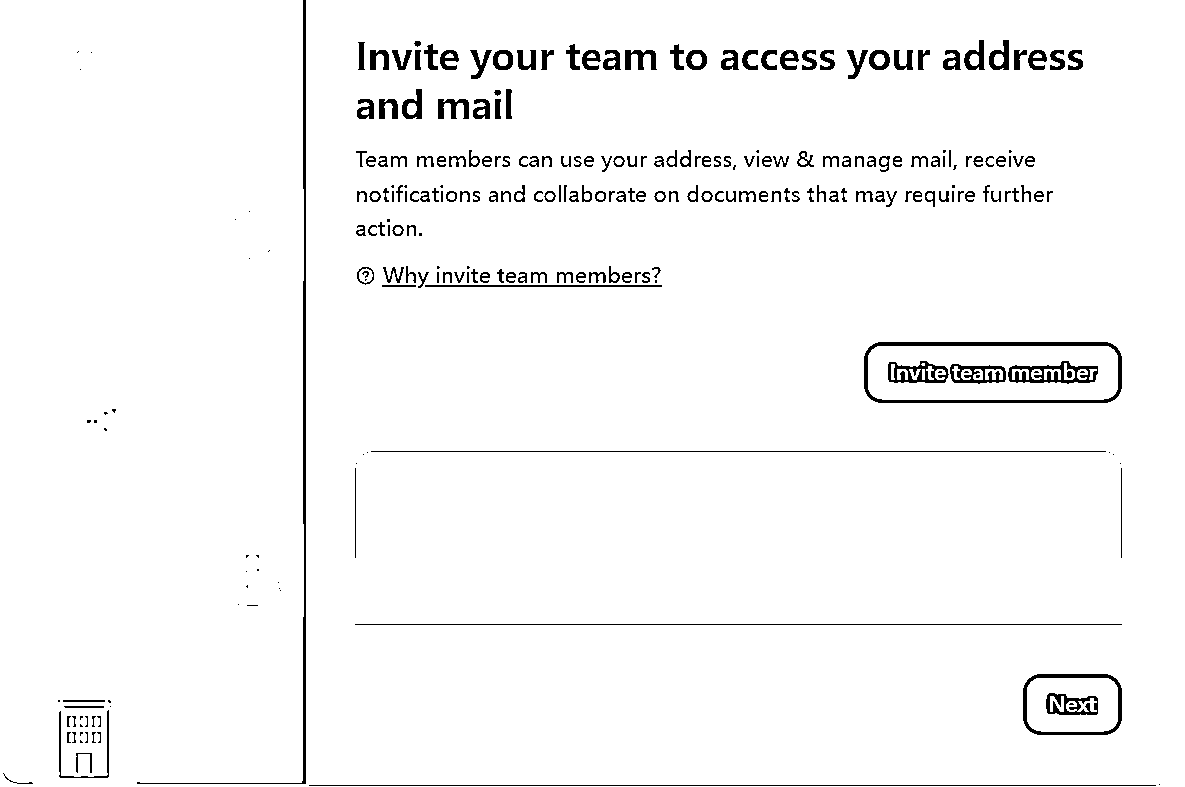 Invite your team to access your address
and mail
Team members can use your address, view & manage mail, receive
notifications and collaborate on documents that may require further
action.
Why invite team members?
Invite team member
Next